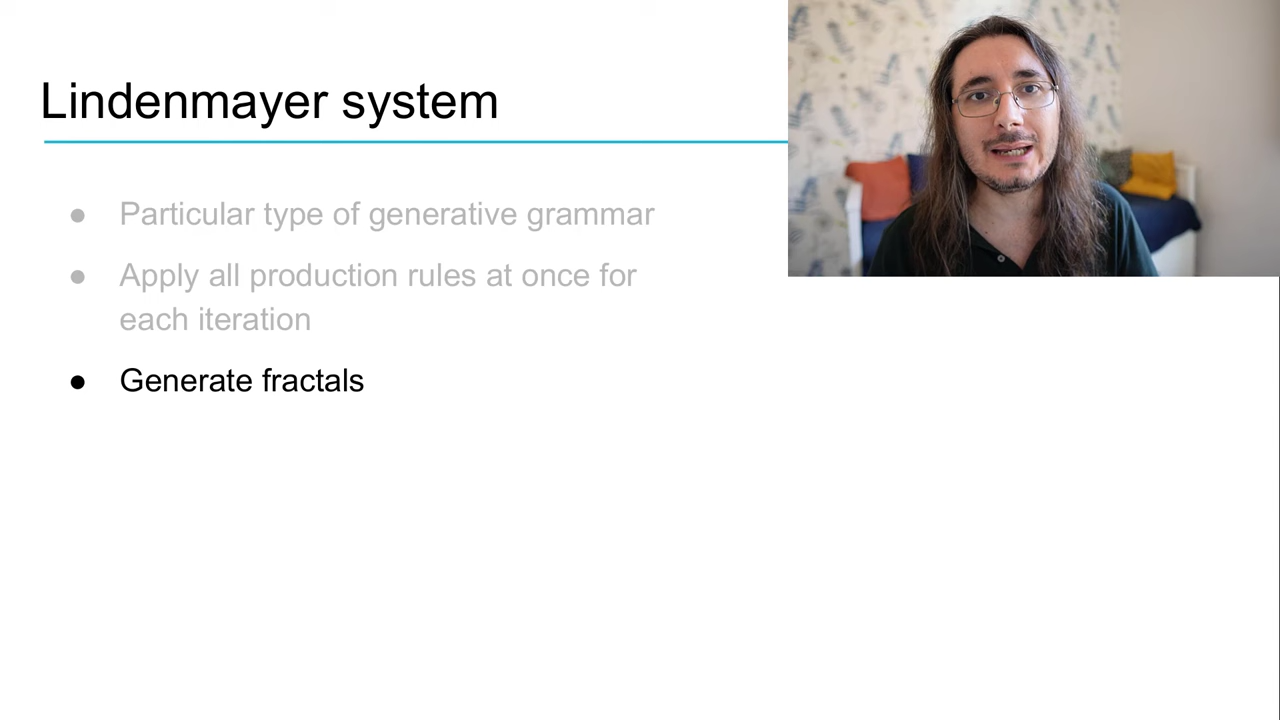 Lindenmayer system
● Particular type of generative grammar
● Apply all production rules at once for
each iteration
● Generate fractals